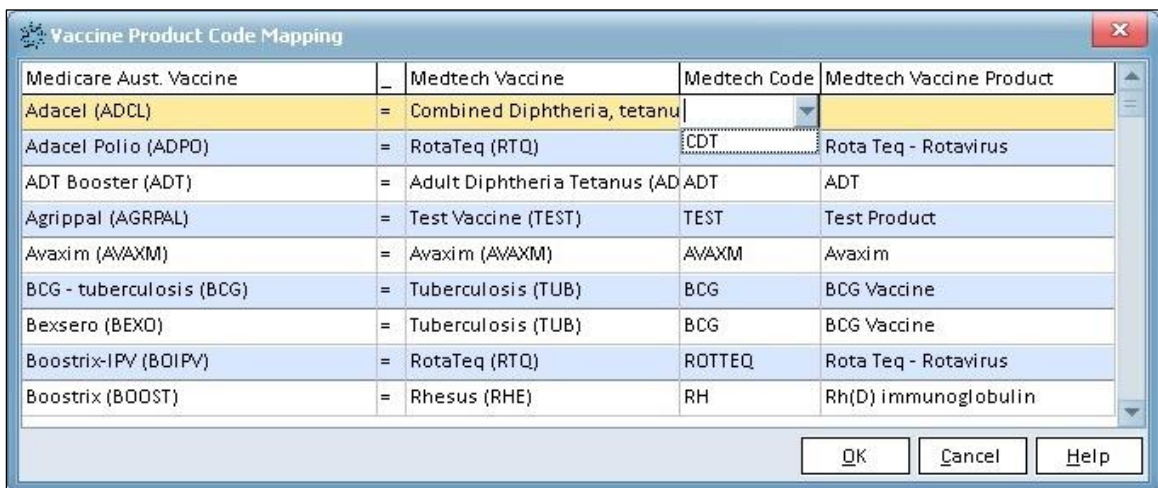 Vaccine Product Code Mapping
Medicare Aust. Vaccine _ Medtech Vaccine Medtech Code Medtech Vaccine Product
Adacel (ADCL) = Combined Diphtheria, tetanu
Adacel Polio (ADPO) = RotaTeq (RTQ) CDT Rota Teq - Rotavirus
ADT Booster (ADT) = Adult Diphtheria Tetanus (AD ADT ADT
Agrippal (AGRPAL) = Test Vaccine (TEST) TEST Test Product
Avaxim (AVAXM) = Avaxim (AVAXM) AVAXM Avaxim
BCG - tuberculosis (BCG) = Tuberculosis (TUB) BCG BCG Vaccine
Bexsero (BEXO) = Tuberculosis (TUB) BCG BCG Vaccine
Boostrix-IPV (BOIPV) = RotaTeq (RTQ) ROTTEQ Rota Teq - Rotavirus
Boostrix (BOOST) = Rhesus (RHE) RH Rh(D) immunoglobulin
OK Cancel Help